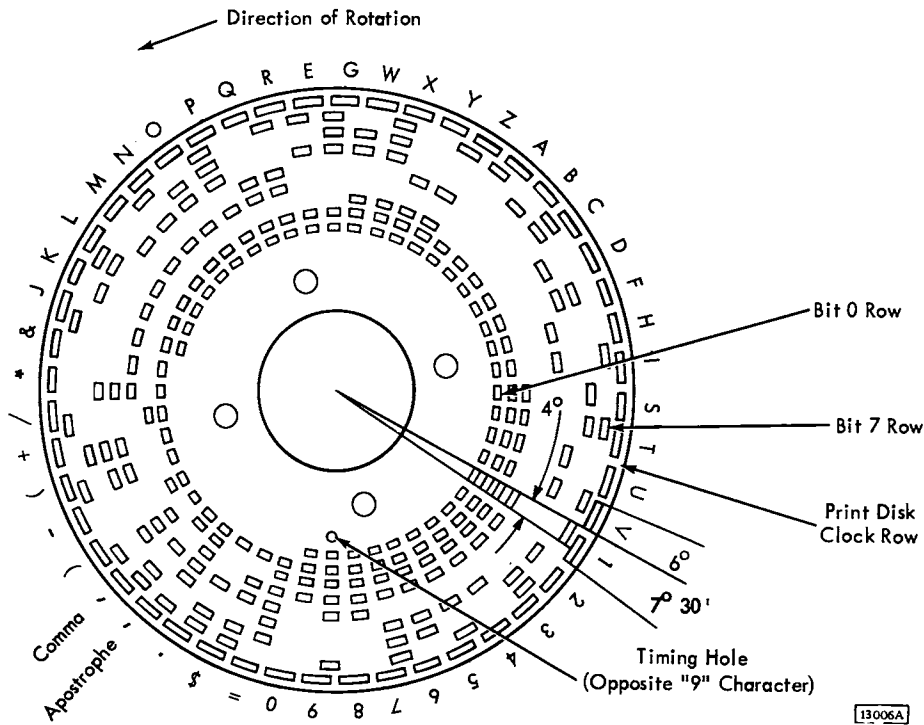 Direction of Rotation
E G W X Y Z A B C D F H I S T U V 1 2 3 4 5 6 7 8 9 0 = $ . ' , ) - ( + / * & J K L M N O P Q R
Bit 0 Row
4°
Bit 7 Row
Print Disk
Clock Row
6°
7° 30'
Comma
Apostrophe
Timing Hole
(Opposite "9" Character)
13006A